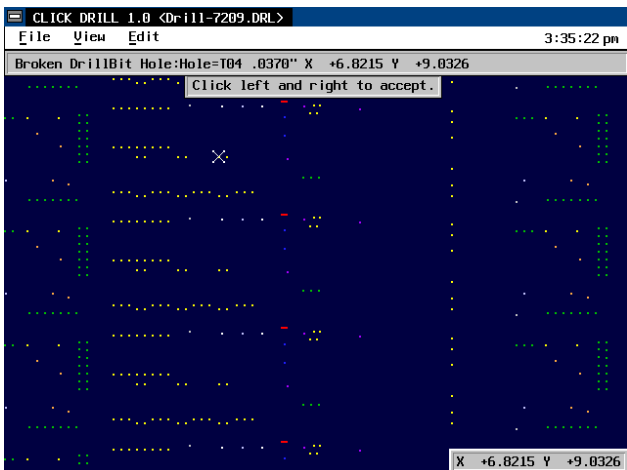 CLICK DRILL 1.0 <Drill-7209.DRL>
File View Edit 3:35:22 pm
Broken DrillBit Hole:Hole=T04 .0370" X +6.8215 Y +9.0326
Click left and right to accept.
X +6.8215 Y +9.0326